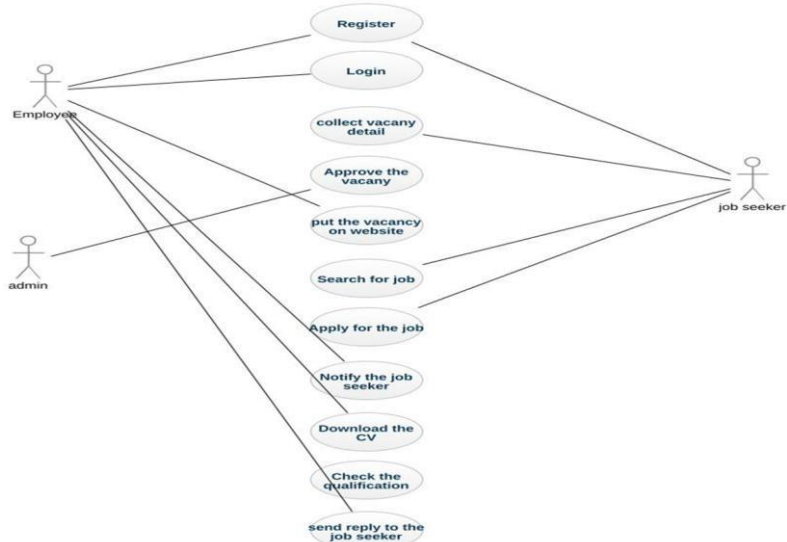 Register
Login
Employee
collect vacany
detail
Approve the
vacany
job seeker
put the vacancy
on website
admin
Search for job
Apply for the job
Notify the job
seeker
Download the
CV
Check the
qualification
send reply to the
job seeker